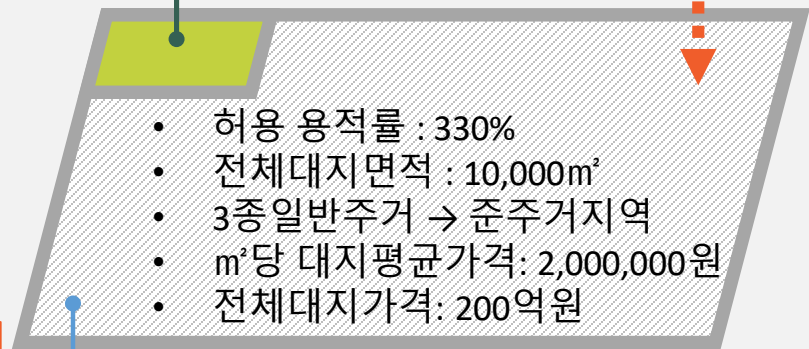 • 허용 용적률 : 330%
• 전체대지면적 : 10,000㎡
• 3종일반주거 → 준주거지역
• ㎡당 대지평균가격: 2,000,000원
• 전체대지가격: 200억원